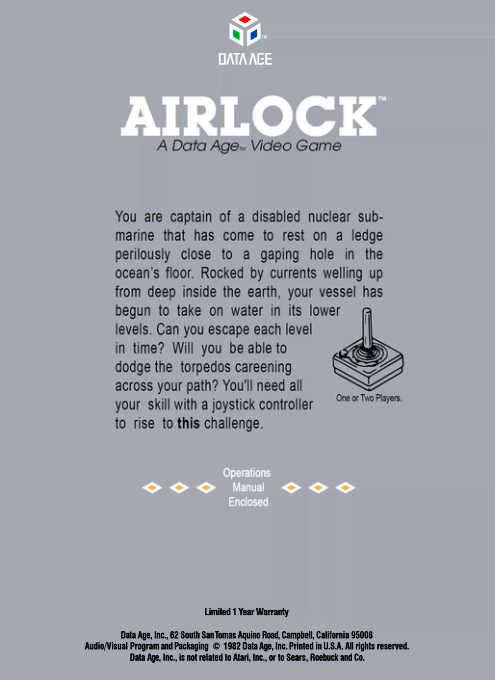 TM
DATA AGE
AIRLOCK™
A Data Age™ Video Game
You are captain of a disabled nuclear sub-
marine that has come to rest on a ledge
perilously close to a gaping hole in the
ocean's floor. Rocked by currents welling up
from deep inside the earth, your vessel has
begun to take on water in its lower
levels. Can you escape each level
in time? Will you be able to
dodge the torpedos careening
across your path? You'll need all
your skill with a joystick controller
to rise to this challenge.
One or Two Players.
Operations
Manual
Enclosed
Limited 1 Year Warranty
Data Age, Inc., 62 South San Tomas Aquino Road, Campbell, California 95008
Audio/Visual Program and Packaging © 1982 Data Age, Inc. Printed in U.S.A. All rights reserved.
Data Age, Inc., is not related to Atari, Inc., or to Sears, Roebuck and Co.